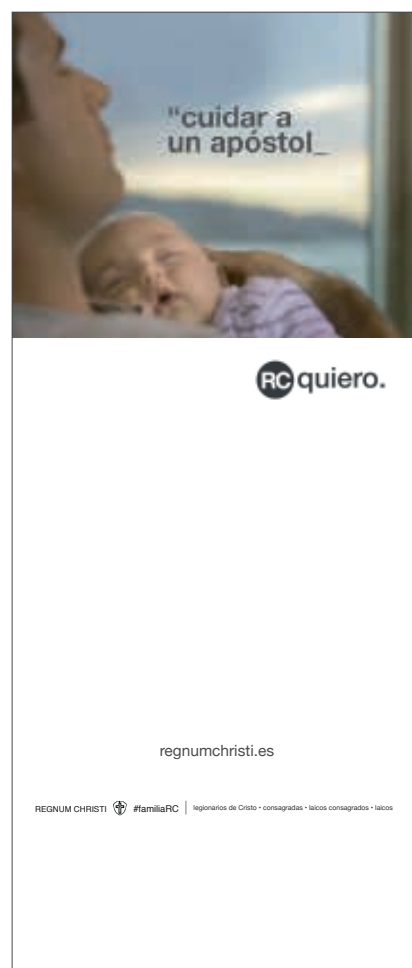 "cuidar a
un apóstol_
RC quiero.
regnumchristi.es
REGNUM CHRISTI #familiaRC | legionarios de Cristo • consagradas • laicos consagrados • laicos